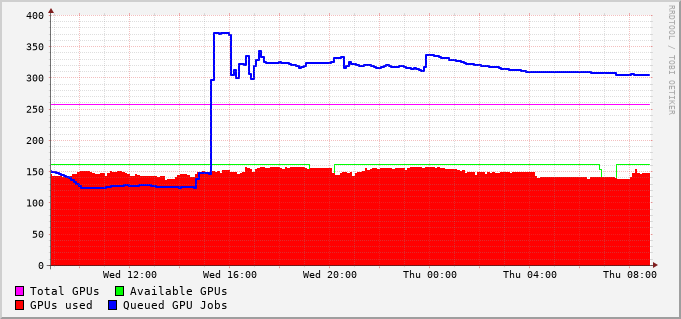 400
350
300
250
200
150
100
50
0
Wed 12:00 Wed 16:00 Wed 20:00 Thu 00:00 Thu 04:00 Thu 08:00
Total GPUs Available GPUs
GPUs used Queued GPU Jobs
RRDTOOL / TOBI OETIKER